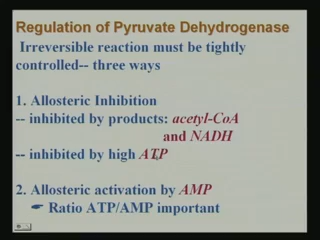 Regulation of Pyruvate Dehydrogenase
Irreversible reaction must be tightly
controlled-- three ways
1. Allosteric Inhibition
-- inhibited by products: acetyl-CoA
and NADH
-- inhibited by high ATP
2. Allosteric activation by AMP
Ratio ATP/AMP important